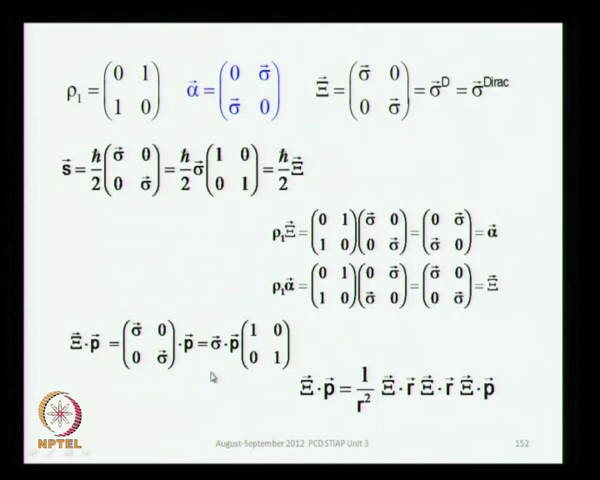 ρ₁ = (0 1; 1 0)  α⃗ = (0 σ⃗; σ⃗ 0)  Ξ⃗ = (σ⃗ 0; 0 σ⃗) = σ⃗ᴰ = σ⃗ᴰⁱʳᵃᶜ
s⃗ = ℏ/2 (σ⃗ 0; 0 σ⃗) = ℏ/2 σ⃗ (1 0; 0 1) = ℏ/2 Ξ⃗
ρ₁Ξ⃗ = (0 1; 1 0)(σ⃗ 0; 0 σ⃗) = (0 σ⃗; σ⃗ 0) = α⃗
ρ₁α⃗ = (0 1; 1 0)(0 σ⃗; σ⃗ 0) = (σ⃗ 0; 0 σ⃗) = Ξ⃗
Ξ⃗ · p⃗ = (σ⃗ 0; 0 σ⃗) · p⃗ = σ⃗ · p⃗ (1 0; 0 1)
Ξ⃗ · p⃗ = 1/r² Ξ⃗ · r⃗ Ξ⃗ · r⃗ Ξ⃗ · p⃗
NPTEL
August-September 2012 PCD STIAP Unit 3
152